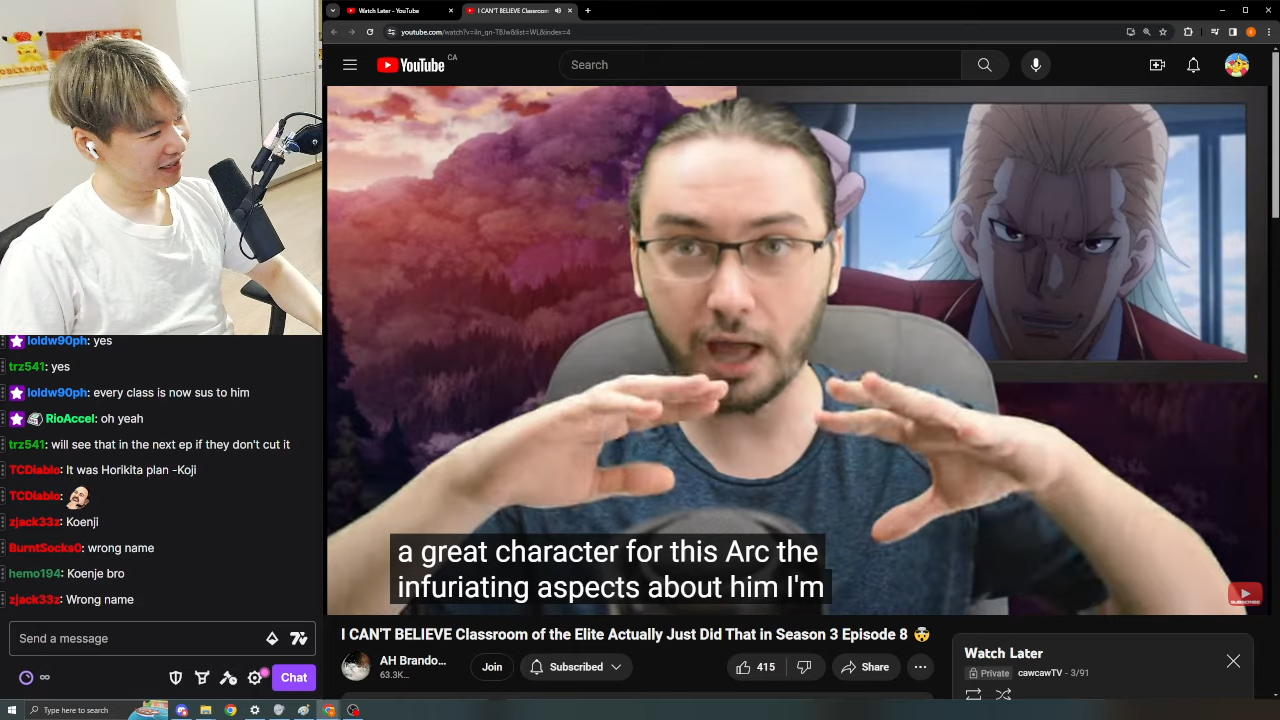 Watch Later - YouTube
I CAN'T BELIEVE Classroom
youtube.com/watch?v=iln_qn-T8Jw&list=WL&index=4
YouTube CA
Search
loldw90ph: yes
trz541: yes
loldw90ph: every class is now sus to him
RioAccel: oh yeah
trz541: will see that in the next ep if they don't cut it
TCDiablo: It was Horikita plan -Koji
TCDiablo:
zjack33z: Koenji
BurntSocks0: wrong name
hemo194: Koenje bro
zjack33z: Wrong name
Send a message
Chat
a great character for this Arc the
infuriating aspects about him I'm
SUBSCRIBE
I CAN'T BELIEVE Classroom of the Elite Actually Just Did That in Season 3 Episode 8 🤯
AH Brando...
63.3K...
Join
Subscribed
415
Share
Watch Later
Private cawcawTV - 3/91
Type here to search